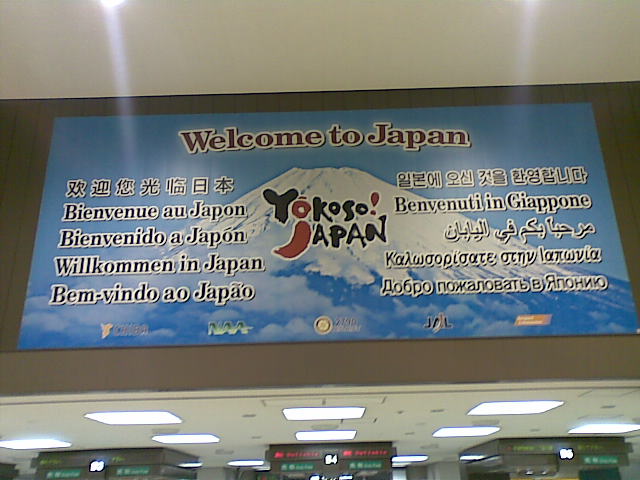 Welcome to Japan
欢迎您光临日本
Bienvenue au Japon
Bienvenido a Japón
Willkommen in Japan
Bem-vindo ao Japão
Yōkoso! JAPAN
일본에 오신 것을 환영합니다
Benvenuti in Giappone
مرحبا بكم في اليابان
Καλωσορίσατε στην Ιαπωνία
Добро пожаловать в Японию
CHIBA
NAA
JAL